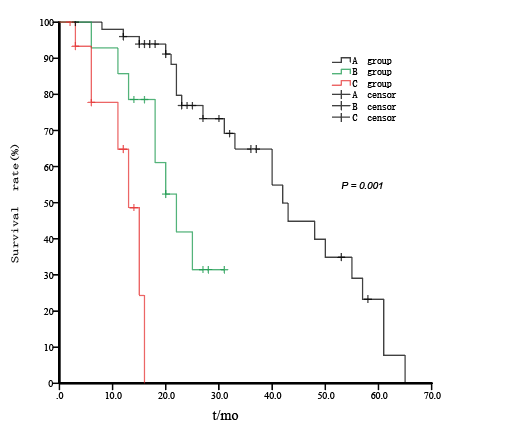 100
90
80
70
60
50
40
30
20
10
0
Survival rate(%)
A group
B group
C group
A censor
B censor
C censor
P = 0.001
.0 10.0 20.0 30.0 40.0 50.0 60.0 70.0
t/mo